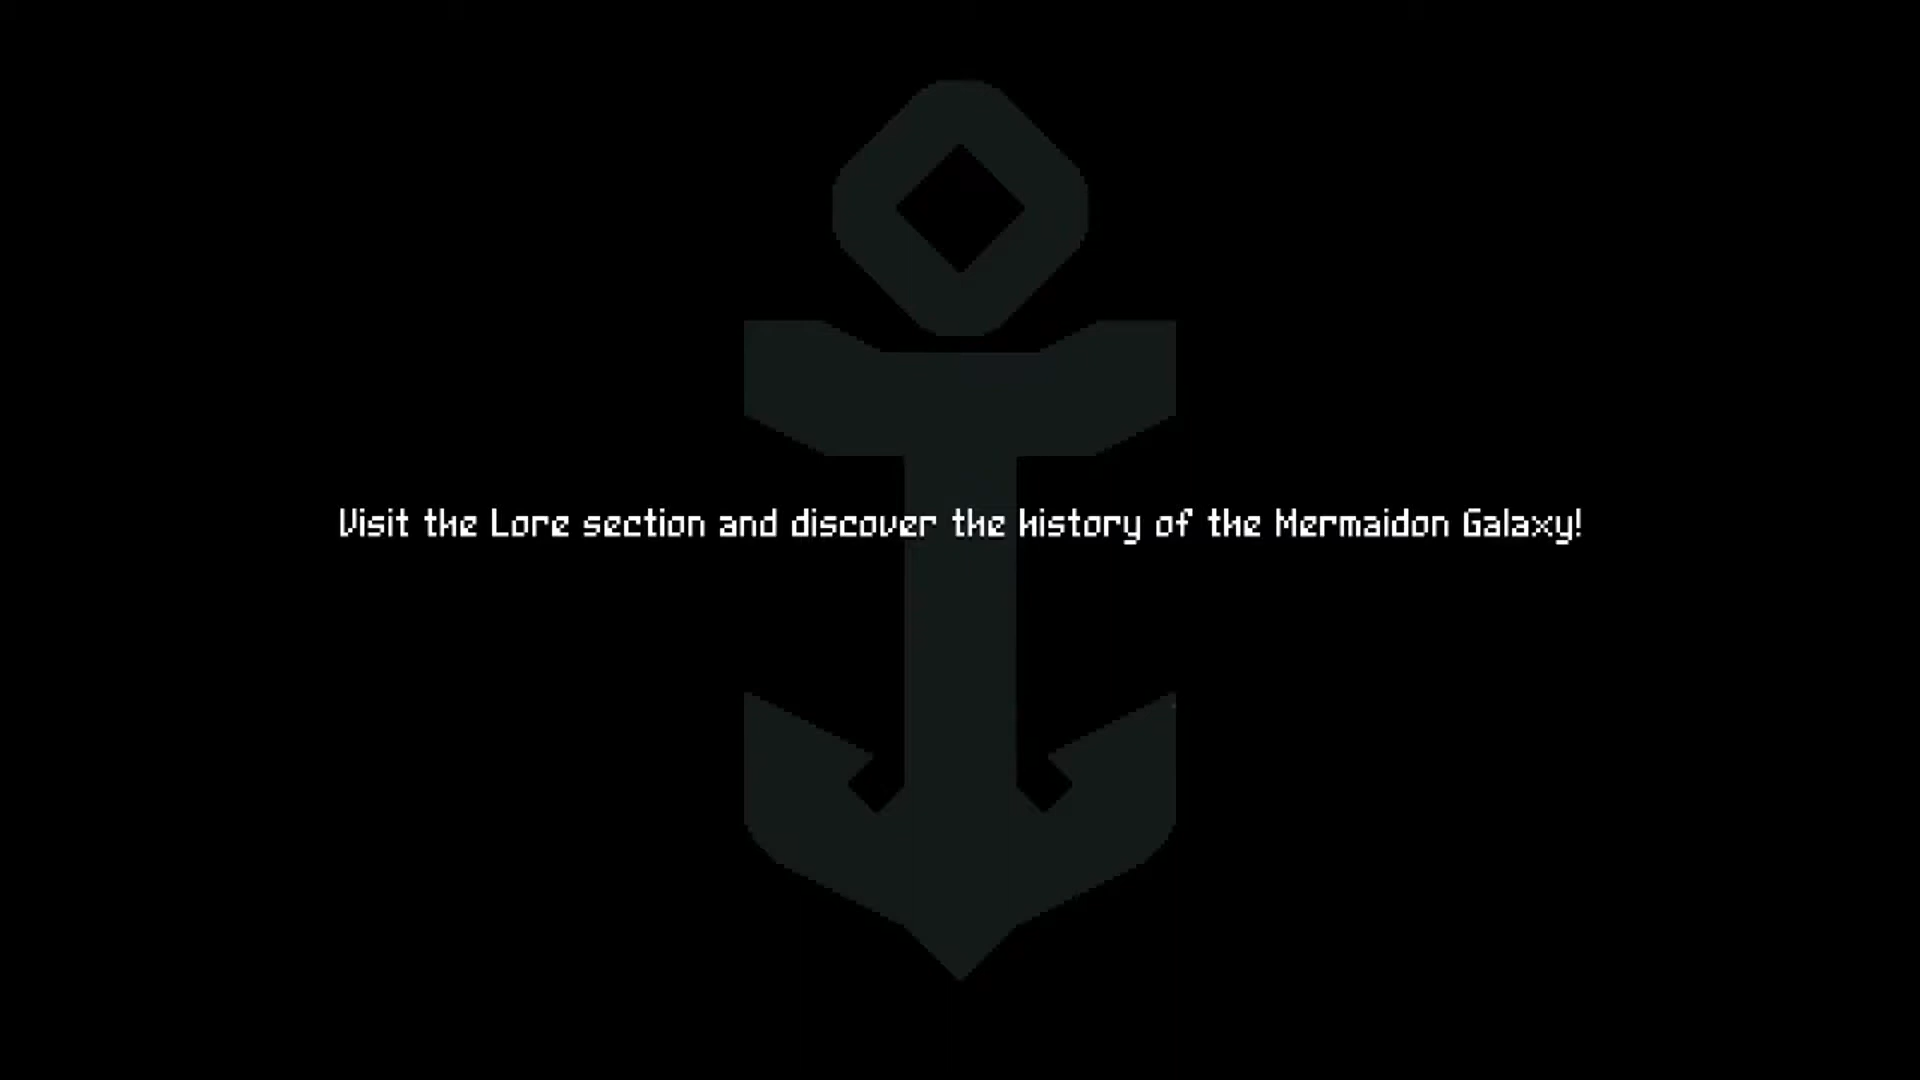 Visit the Lore section and discover the history of the Mermaidon Galaxy!